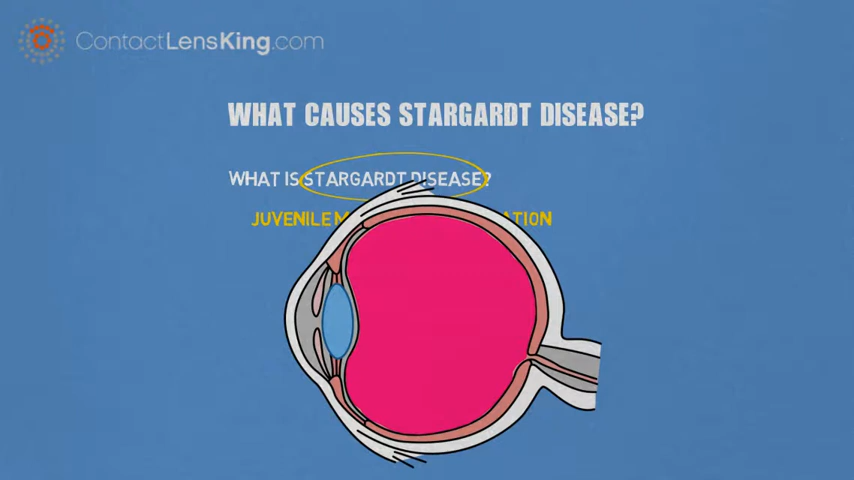 ContactLensKing.com
WHAT CAUSES STARGARDT DISEASE?
WHAT IS STARGARDT DISEASE?
JUVENILE